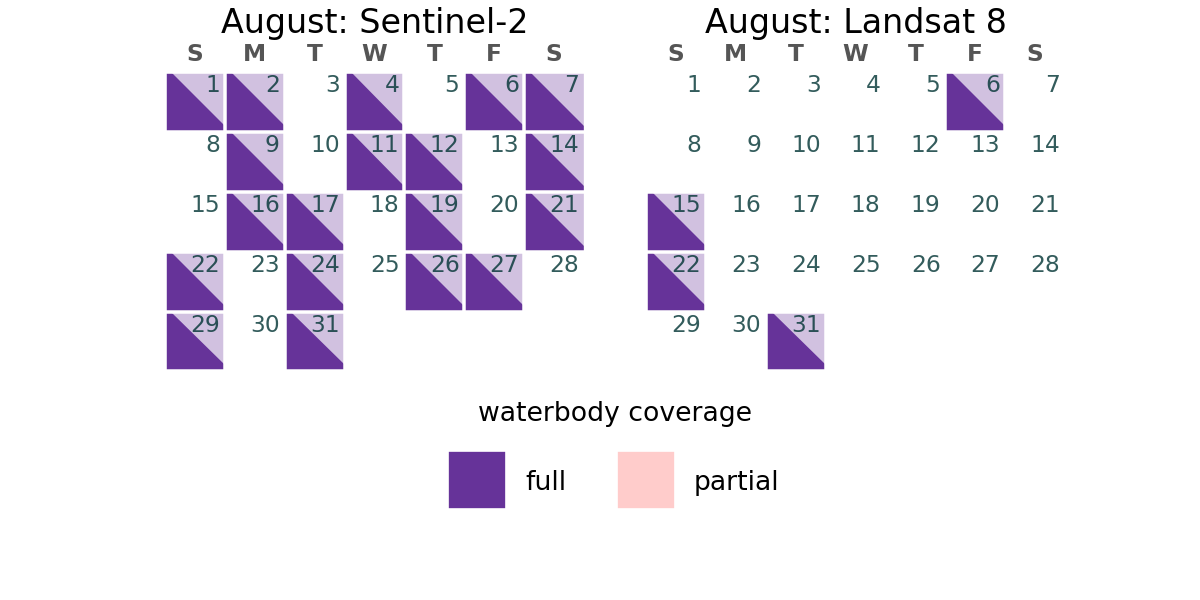 August: Sentinel-2
S M T W T F S
1 2 3 4 5 6 7
8 9 10 11 12 13 14
15 16 17 18 19 20 21
22 23 24 25 26 27 28
29 30 31
August: Landsat 8
S M T W T F S
1 2 3 4 5 6 7
8 9 10 11 12 13 14
15 16 17 18 19 20 21
22 23 24 25 26 27 28
29 30 31
waterbody coverage
full partial